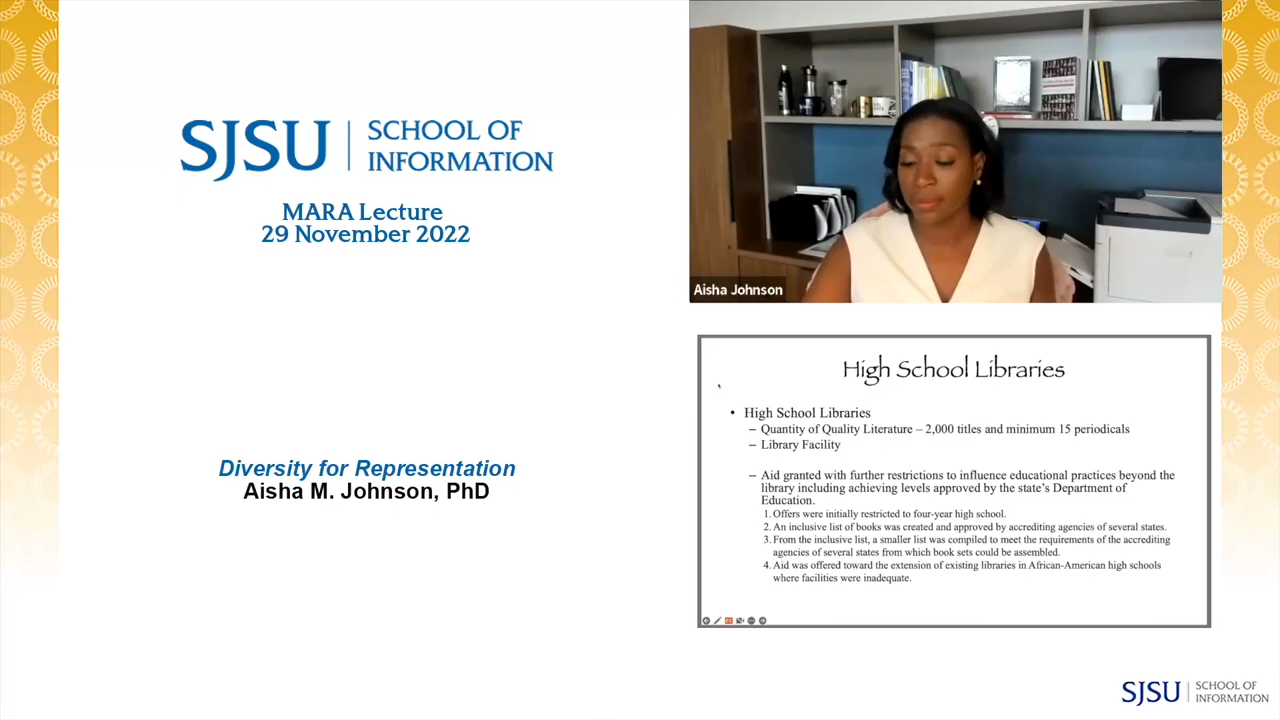 SJSU | SCHOOL OF
INFORMATION
MARA Lecture
29 November 2022
Diversity for Representation
Aisha M. Johnson, PhD
Aisha Johnson
High School Libraries
• High School Libraries
– Quantity of Quality Literature – 2,000 titles and minimum 15 periodicals
– Library Facility
– Aid granted with further restrictions to influence educational practices beyond the
library including achieving levels approved by the state's Department of
Education.
1. Offers were initially restricted to four-year high school.
2. An inclusive list of books was created and approved by accrediting agencies of several states.
3. From the inclusive list, a smaller list was compiled to meet the requirements of the accrediting
agencies of several states from which book sets could be assembled.
4. Aid was offered toward the extension of existing libraries in African-American high schools
where facilities were inadequate.
SJSU | SCHOOL OF
INFORMATION